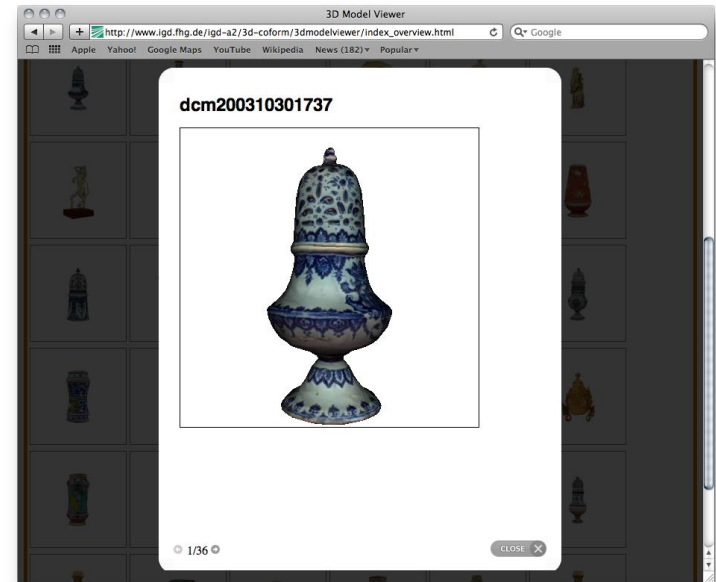 3D Model Viewer
http://www.igd.fhg.de/igd-a2/3d-coform/3dmodelviewer/index_overview.html
Google
Apple Yahoo! Google Maps YouTube Wikipedia News (182) Popular
dcm200310301737
1/36
CLOSE